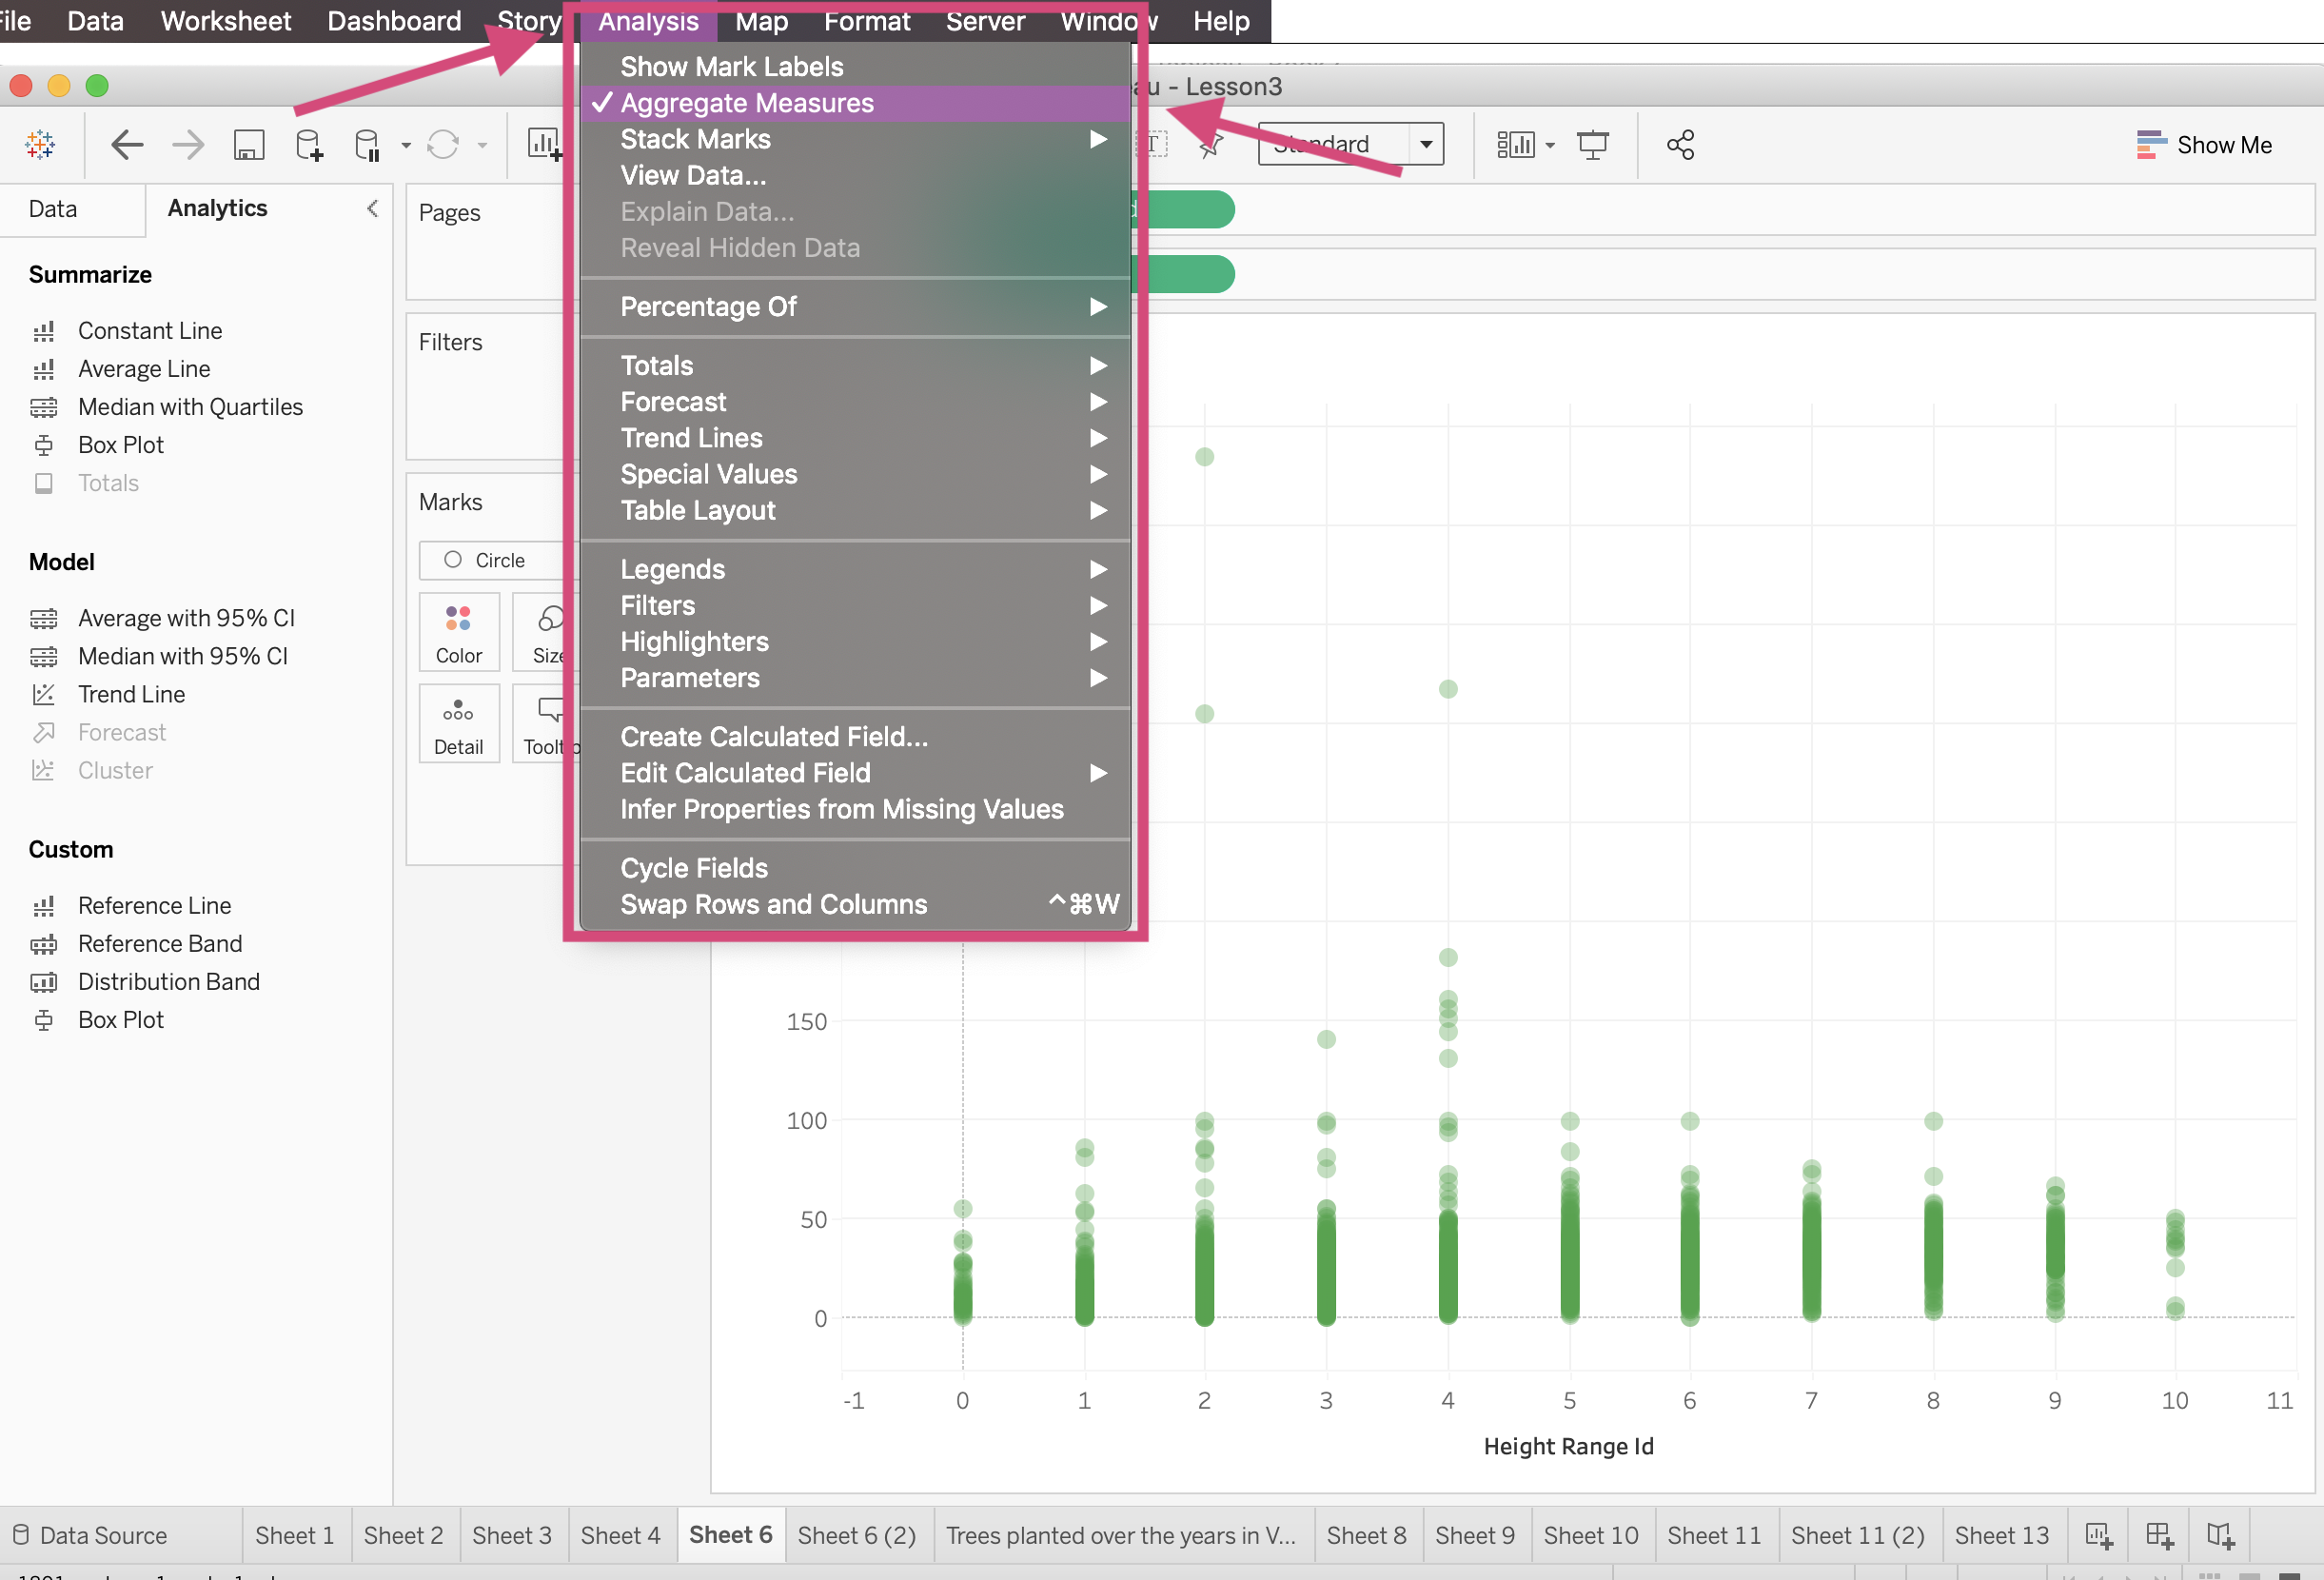 File Data Worksheet Dashboard Story Analysis Map Format Server Window Help
Show Mark Labels
au - Lesson3
✓ Aggregate Measures
Stack Marks ▶
Standard
Show Me
View Data...
Explain Data...
Reveal Hidden Data
Percentage Of ▶
Totals ▶
Forecast ▶
Trend Lines ▶
Special Values ▶
Table Layout ▶
Legends ▶
Filters ▶
Highlighters ▶
Parameters ▶
Create Calculated Field...
Edit Calculated Field ▶
Infer Properties from Missing Values
Cycle Fields
Swap Rows and Columns ^⌘W
Data Analytics
Summarize
Constant Line
Average Line
Median with Quartiles
Box Plot
Totals
Model
Average with 95% CI
Median with 95% CI
Trend Line
Forecast
Cluster
Custom
Reference Line
Reference Band
Distribution Band
Box Plot
Pages
Filters
Marks
Circle
Color Size
Detail Tooltip
d
150
100
50
0
-1 0 1 2 3 4 5 6 7 8 9 10 11
Height Range Id
Data Source Sheet 1 Sheet 2 Sheet 3 Sheet 4 Sheet 6 Sheet 6 (2) Trees planted over the years in V... Sheet 8 Sheet 9 Sheet 10 Sheet 11 Sheet 11 (2) Sheet 13